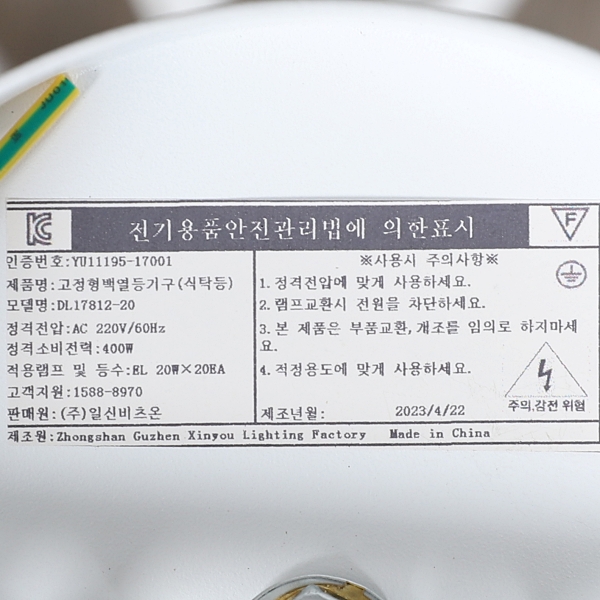 전기용품안전관리법에 의한표시
F
인증번호:YU11195-17001
제품명:고정형백열등기구(식탁등)
모델명:DL17812-20
정격전압:AC 220V/60Hz
정격소비전력:400W
적용램프 및 등수:EL 20W×20EA
고객지원:1588-8970
판매원:(주)일신비츠온
※사용시 주의사항※
1.정격전압에 맞게 사용하세요.
2.램프교환시 전원을 차단하세요.
3.본 제품은 부품교환,개조를 임의로 하지마세
요.
4.적정용도에 맞게 사용하세요.
제조년월: 2023/4/22
주의,감전 위험
제조원:Zhongshan Guzhen Xinyou Lighting Factory Made in China